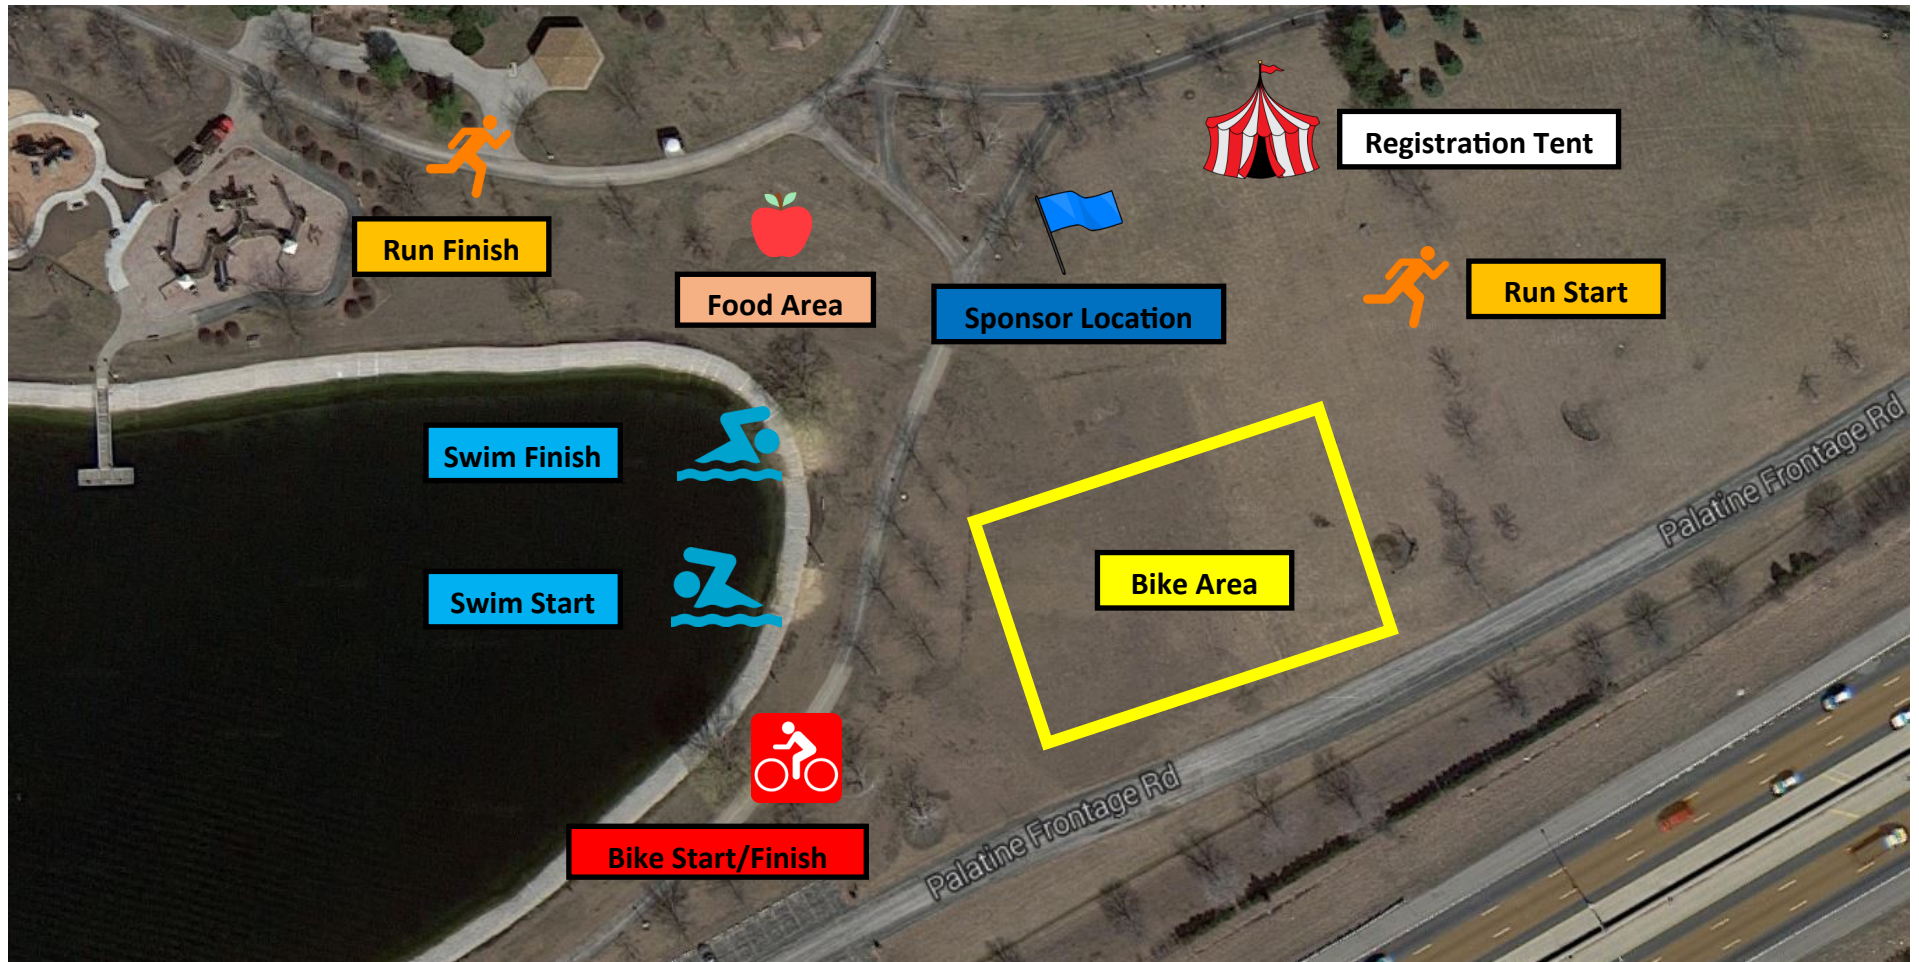 Registration Tent
Run Finish
Food Area
Sponsor Location
Run Start
Swim Finish
Palatine Frontage Rd
Bike Area
Swim Start
Palatine Frontage Rd
Bike Start/Finish